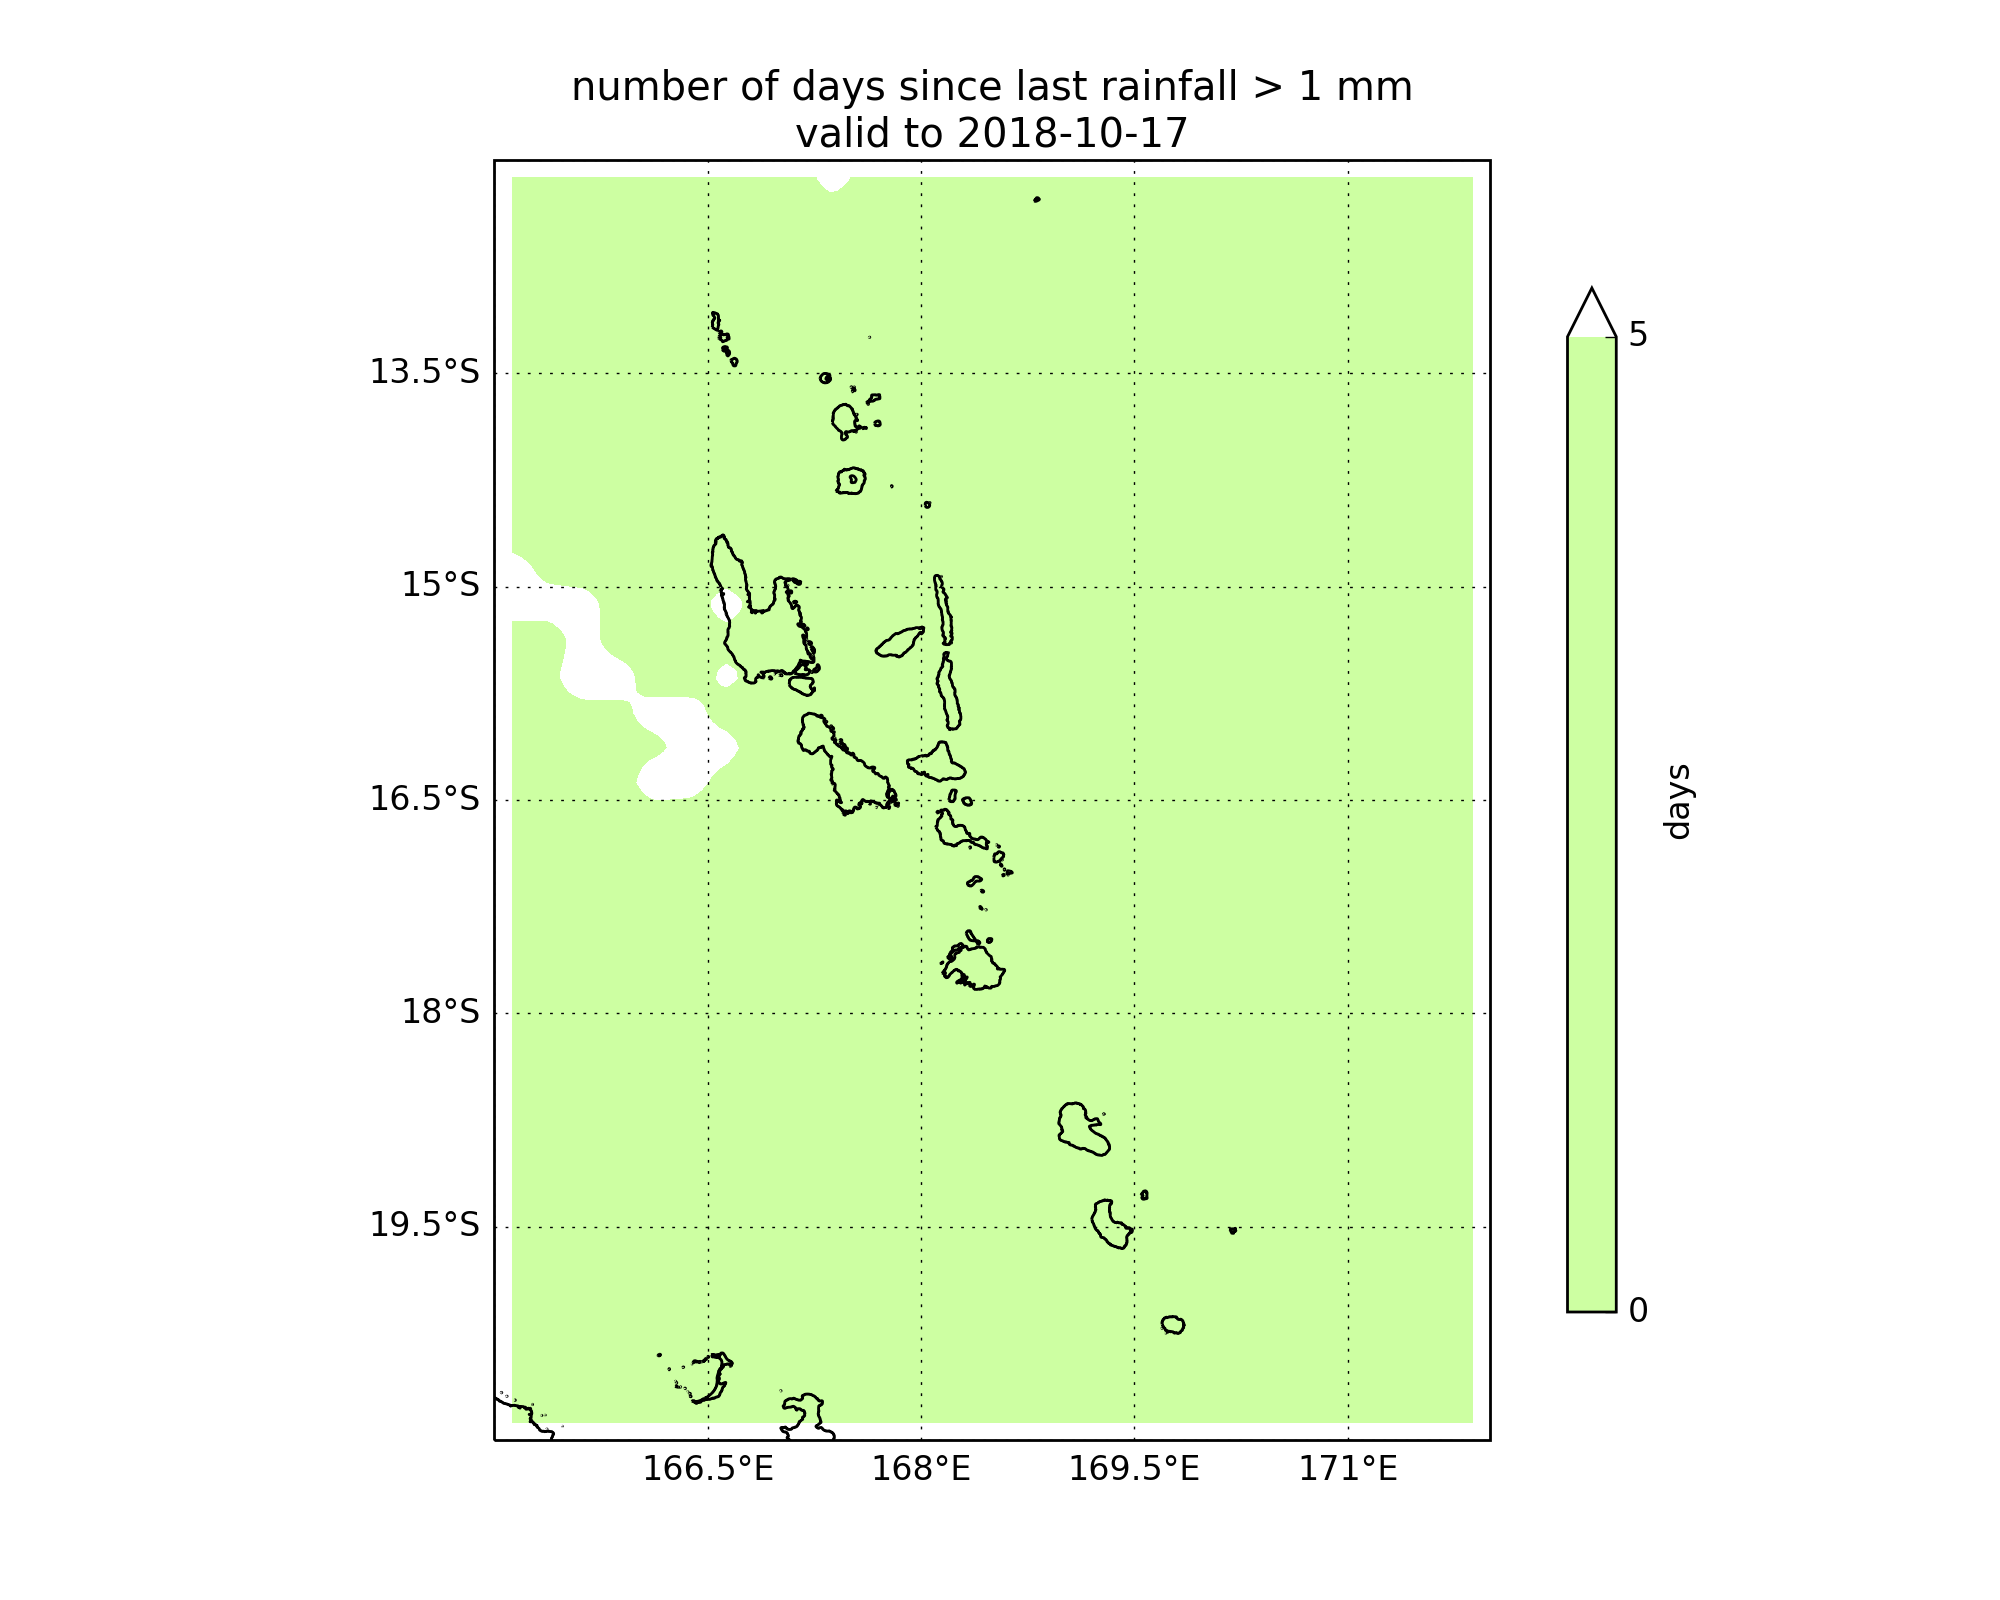 number of days since last rainfall > 1 mm
valid to 2018-10-17
13.5°S
15°S
16.5°S
18°S
19.5°S
166.5°E
168°E
169.5°E
171°E
5
0
days